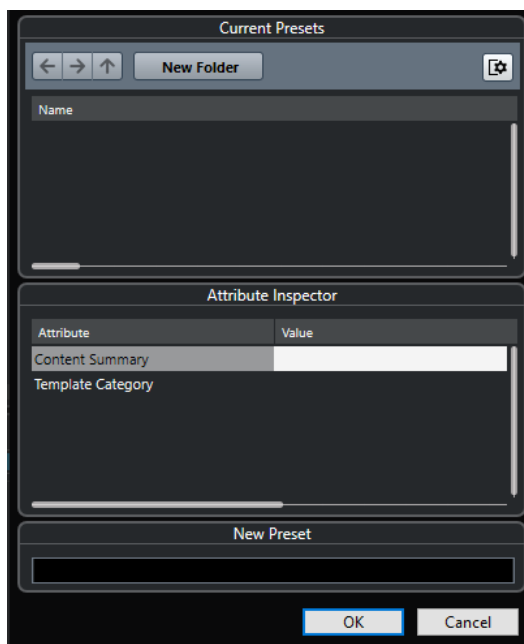 Current Presets
New Folder
Name
Attribute Inspector
Attribute Value
Content Summary
Template Category
New Preset
OK Cancel